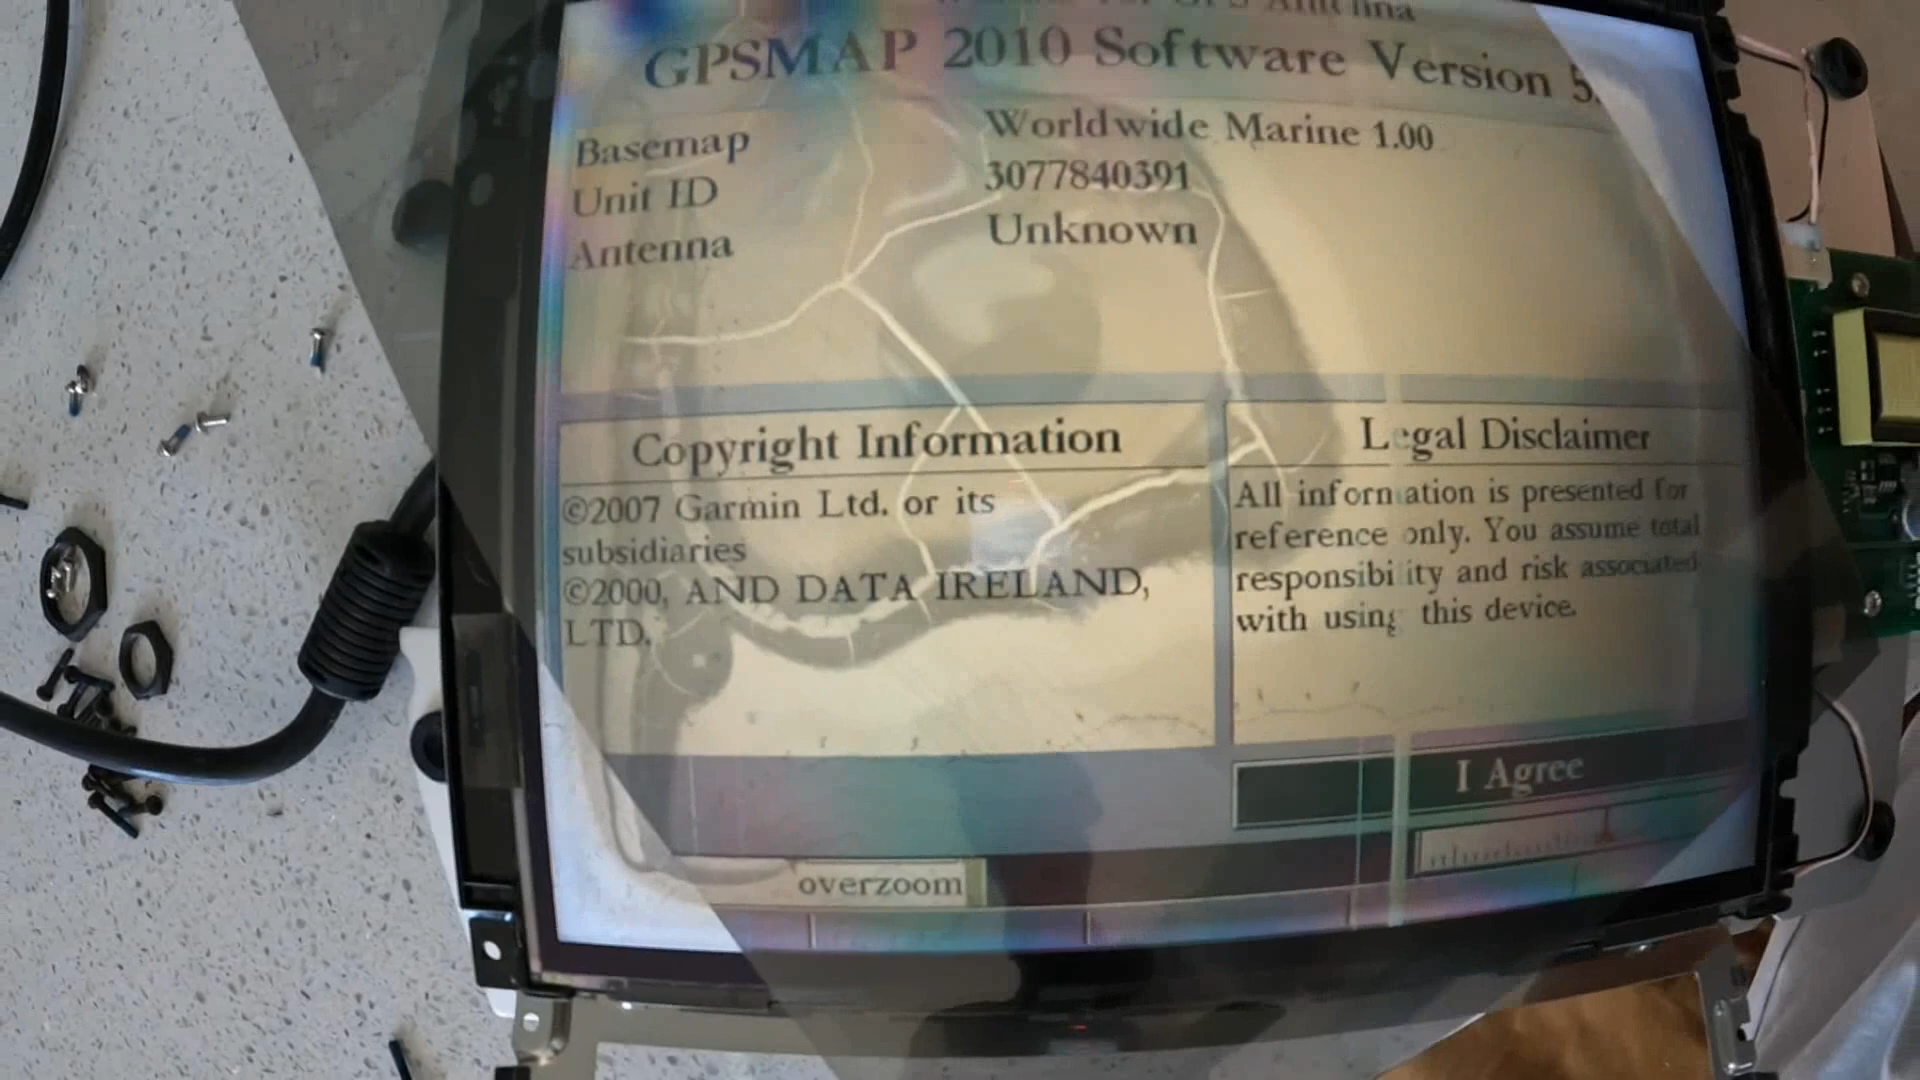 GPSMAP 2010 Software Version 5.
Basemap Worldwide Marine 1.00
Unit ID 3077840391
Antenna Unknown
Copyright Information
©2007 Garmin Ltd. or its
subsidiaries
©2000, AND DATA IRELAND,
LTD.
Legal Disclaimer
All information is presented for
reference only. You assume total
responsibility and risk associated
with using this device.
I Agree
overzoom